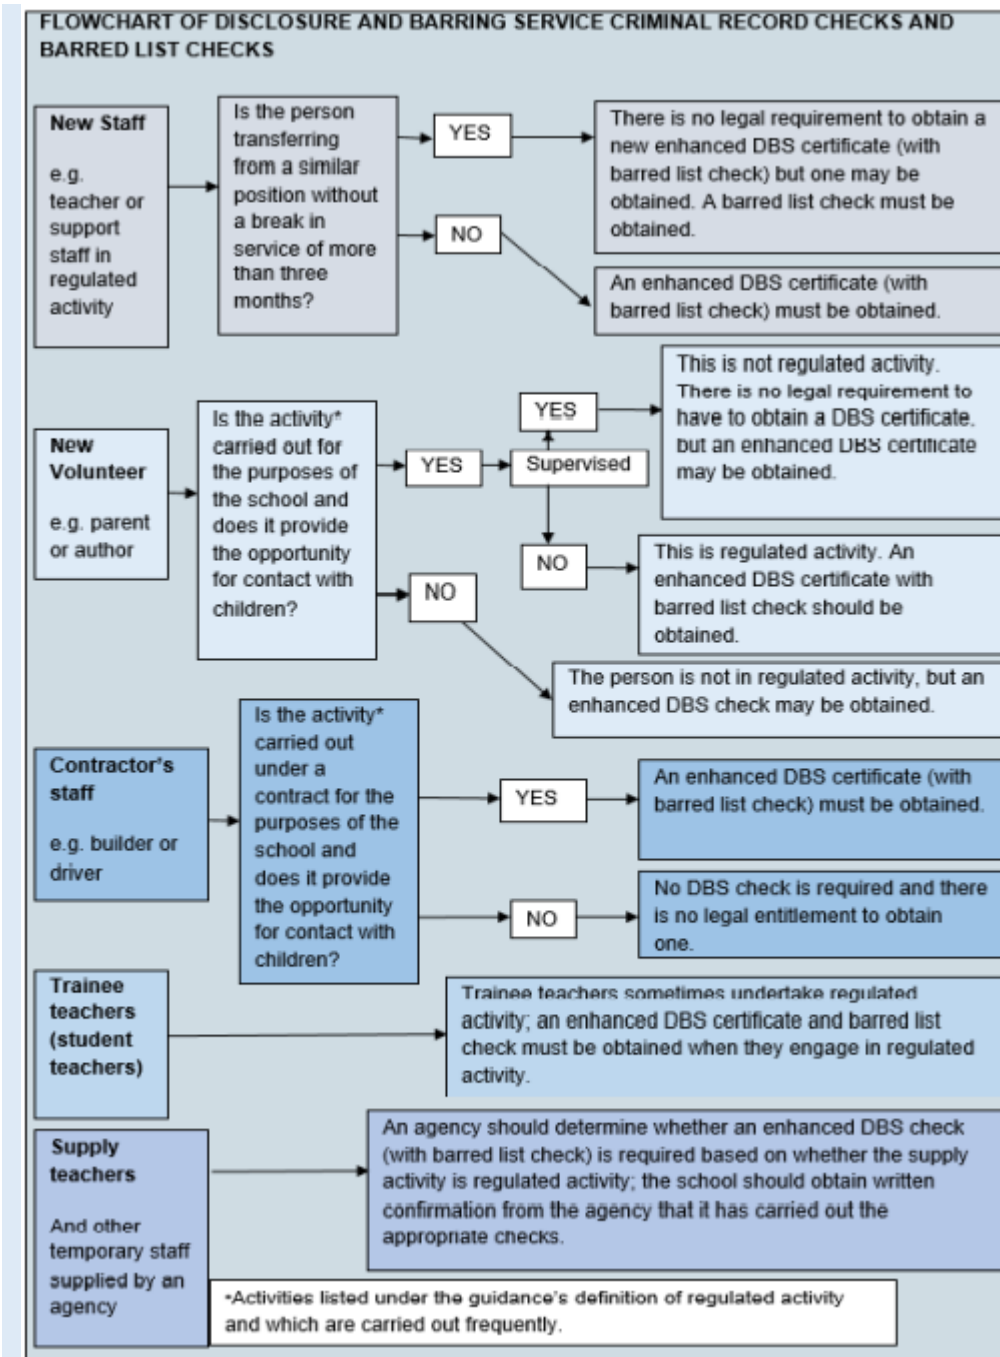 FLOWCHART OF DISCLOSURE AND BARRING SERVICE CRIMINAL RECORD CHECKS AND
BARRED LIST CHECKS
New Staff
e.g.
teacher or
support
staff in
regulated
activity
Is the person
transferring
from a similar
position without
a break in
service of more
than three
months?
YES
There is no legal requirement to obtain a
new enhanced DBS certificate (with
barred list check) but one may be
obtained. A barred list check must be
obtained.
NO
An enhanced DBS certificate (with
barred list check) must be obtained.
New
Volunteer
e.g. parent
or author
Is the activity*
carried out for
the purposes of
the school and
does it provide
the opportunity
for contact with
children?
YES
Supervised
YES
This is not regulated activity.
There is no legal requirement to
have to obtain a DBS certificate,
but an enhanced DBS certificate
may be obtained.
NO
This is regulated activity. An
enhanced DBS certificate with
barred list check should be
obtained.
NO
The person is not in regulated activity, but an
enhanced DBS check may be obtained.
Contractor's
staff
e.g. builder or
driver
Is the activity*
carried out
under a
contract for the
purposes of the
school and
does it provide
the opportunity
for contact with
children?
YES
An enhanced DBS certificate (with
barred list check) must be obtained.
NO
No DBS check is required and there
is no legal entitlement to obtain
one.
Trainee
teachers
(student
teachers)
Trainee teachers sometimes undertake regulated
activity; an enhanced DBS certificate and barred list
check must be obtained when they engage in regulated
activity.
Supply
teachers
And other
temporary staff
supplied by an
agency
An agency should determine whether an enhanced DBS check
(with barred list check) is required based on whether the supply
activity is regulated activity; the school should obtain written
confirmation from the agency that it has carried out the
appropriate checks.
*Activities listed under the guidance's definition of regulated activity
and which are carried out frequently.